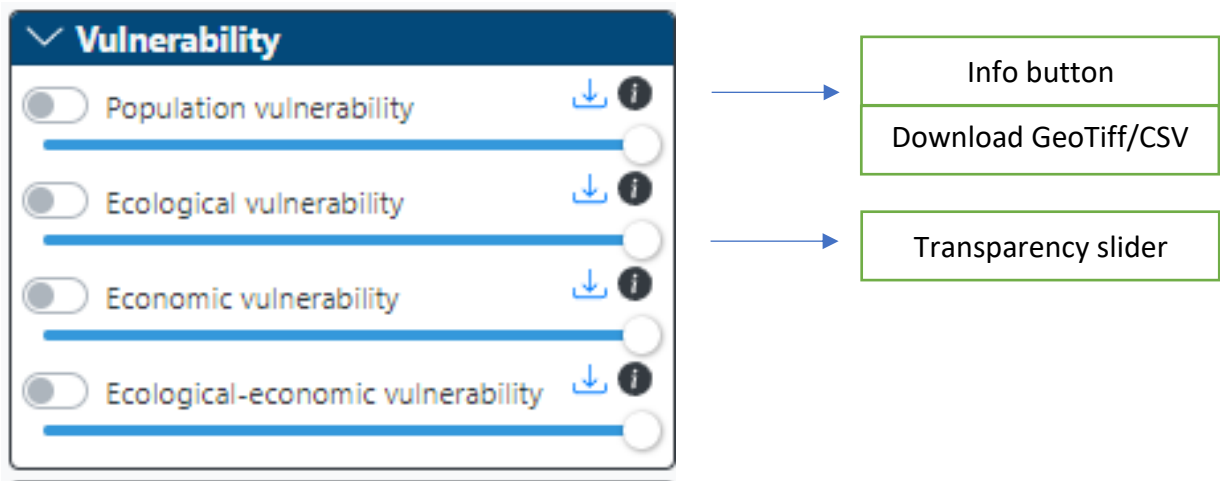 Vulnerability
Population vulnerability
Ecological vulnerability
Economic vulnerability
Ecological-economic vulnerability
Info button
Download GeoTiff/CSV
Transparency slider